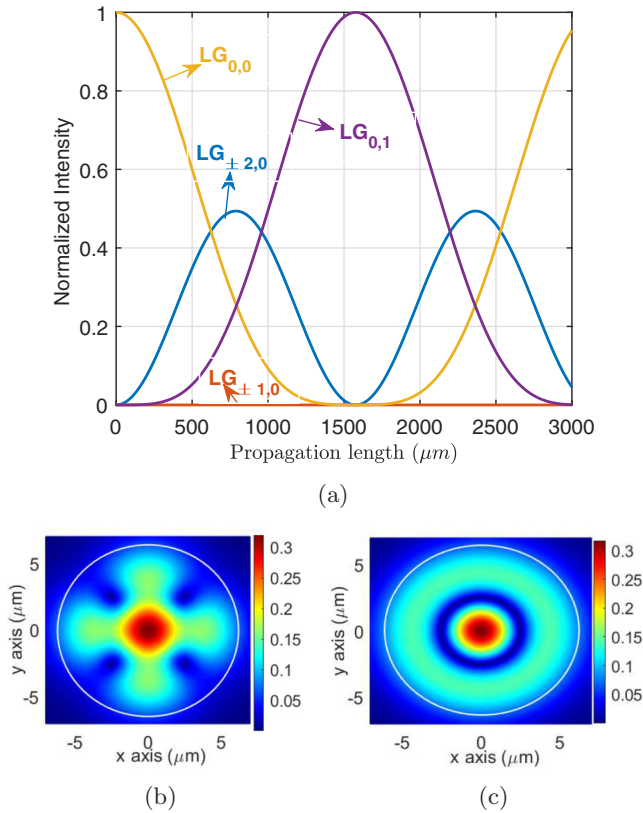 1
0.8
0.6
0.4
0.2
0
Normalized Intensity
LG0,0
LG± 2,0
LG0,1
LG± 1,0
0 500 1000 1500 2000 2500 3000
Propagation length (μm)
(a)
5
0
-5
y axis (μm)
-5 0 5
x axis (μm)
0.3
0.25
0.20
0.15
0.1
0.05
(b)
5
0
-5
y axis (μm)
-5 0 5
x axis (μm)
0.3
0.25
0.20
0.15
0.1
0.05
(c)